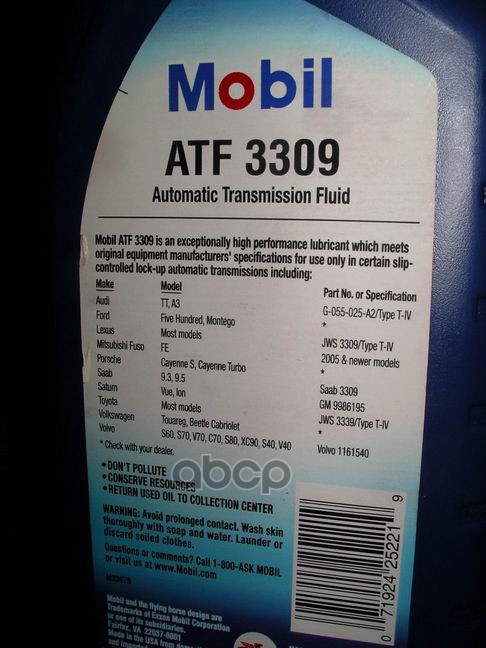 Mobil
ATF 3309
Automatic Transmission Fluid
Mobil ATF 3309 is an exceptionally high performance lubricant which meets
original equipment manufacturers' specifications for use only in certain slip-
controlled lock-up automatic transmissions including:
Make Model Part No. or Specification
Audi TT, A3 G-055-025-A2/Type T-IV
Ford Five Hundred, Montego *
Lexus Most models JWS 3309/Type T-IV
Mitsubishi Fuso FE 2005 & newer models
Porsche Cayenne S, Cayenne Turbo *
Saab 9.3, 9.5 Saab 3309
Saturn Vue, Ion GM 9986195
Toyota Most models JWS 3339/Type T-IV
Volkswagen Touareg, Beetle Cabriolet
Volvo S60, S70, V70, C70, S80, XC90, S40, V40 Volvo 1161540
* Check with your dealer.
• DON'T POLLUTE
• CONSERVE RESOURCES
• RETURN USED OIL TO COLLECTION CENTER
abcp
WARNING: Avoid prolonged contact. Wash skin
thoroughly with soap and water. Launder or
discard soiled clothes.
Questions or comments? Call 1-800-ASK MOBIL
or visit us at www.Mobil.com.
Mobil and the flying horse design are
Trademarks of Exxon Mobil Corporation
or one of its subsidiaries.
Fairfax, VA 22037-0001
Made in the USA from
0 71924 25221 9